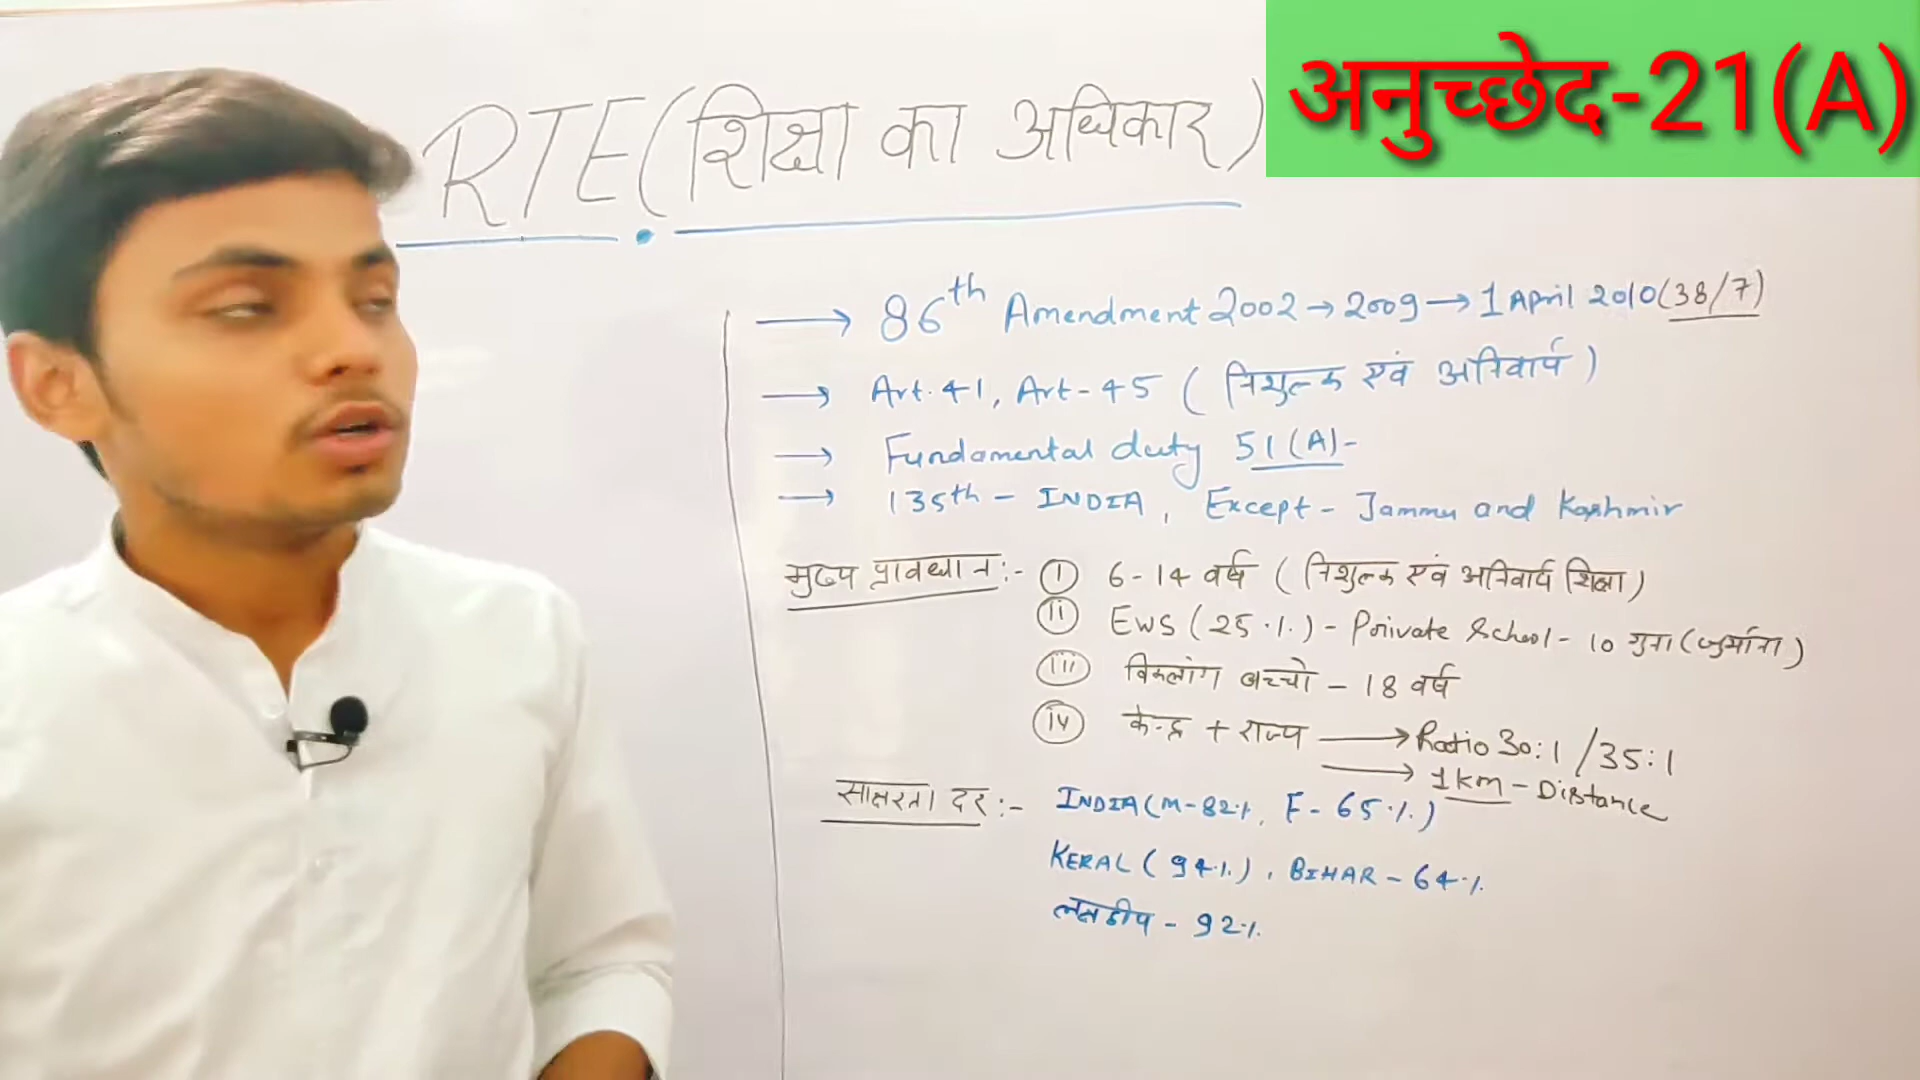 अनुच्छेद-21(A)
RTE (शिक्षा का अधिकार)
→ 86th Amendment 2002 → 2009 → 1 April 2010 (38/7)
→ Art. 41, Art-45 (निशुल्क एवं अनिवार्य)
→ Fundamental duty 51(A)-
→ 135th - INDIA, Except - Jammu and Kashmir
मुख्य प्रावधान :- (i) 6-14 वर्ष (निशुल्क एवं अनिवार्य शिक्षा)
(ii) EWS (25%) - Private School - 10 गुना (जुर्माना)
(iii) विकलांग बच्चो - 18 वर्ष
(iv) केन्द्र + राज्य → Ratio 30:1 / 35:1
→ 1km - Distance
साक्षरता दर :- INDIA (M-82%, F-65%)
KERAL (94%), BIHAR - 64%
लक्षद्वीप - 92%